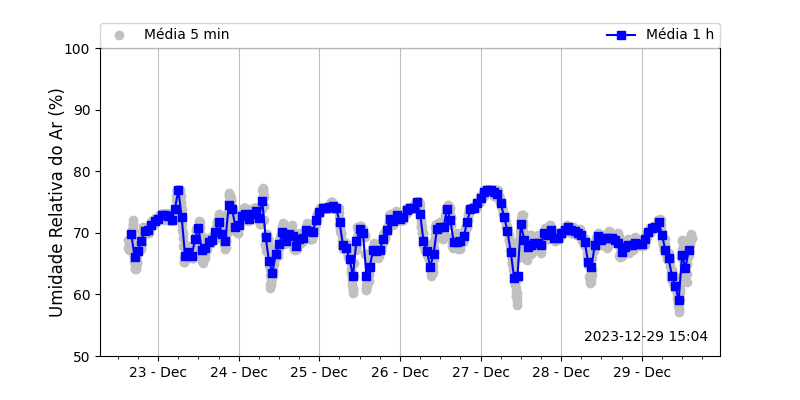 Média 5 min
Média 1 h
100
90
80
70
60
50
Umidade Relativa do Ar (%)
2023-12-29 15:04
23 - Dec
24 - Dec
25 - Dec
26 - Dec
27 - Dec
28 - Dec
29 - Dec